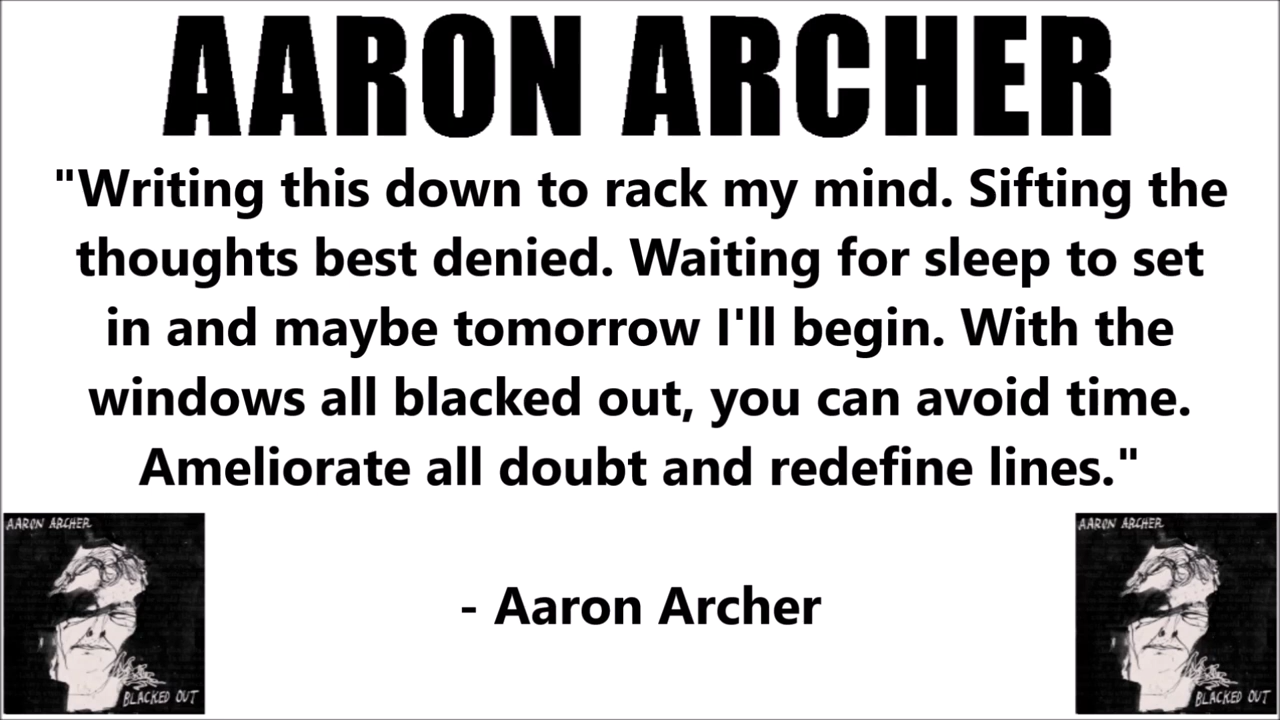 AARON ARCHER
"Writing this down to rack my mind. Sifting the
thoughts best denied. Waiting for sleep to set
in and maybe tomorrow I'll begin. With the
windows all blacked out, you can avoid time.
Ameliorate all doubt and redefine lines."
- Aaron Archer
AARON ARCHER
BLACKED OUT
AARON ARCHER
BLACKED OUT